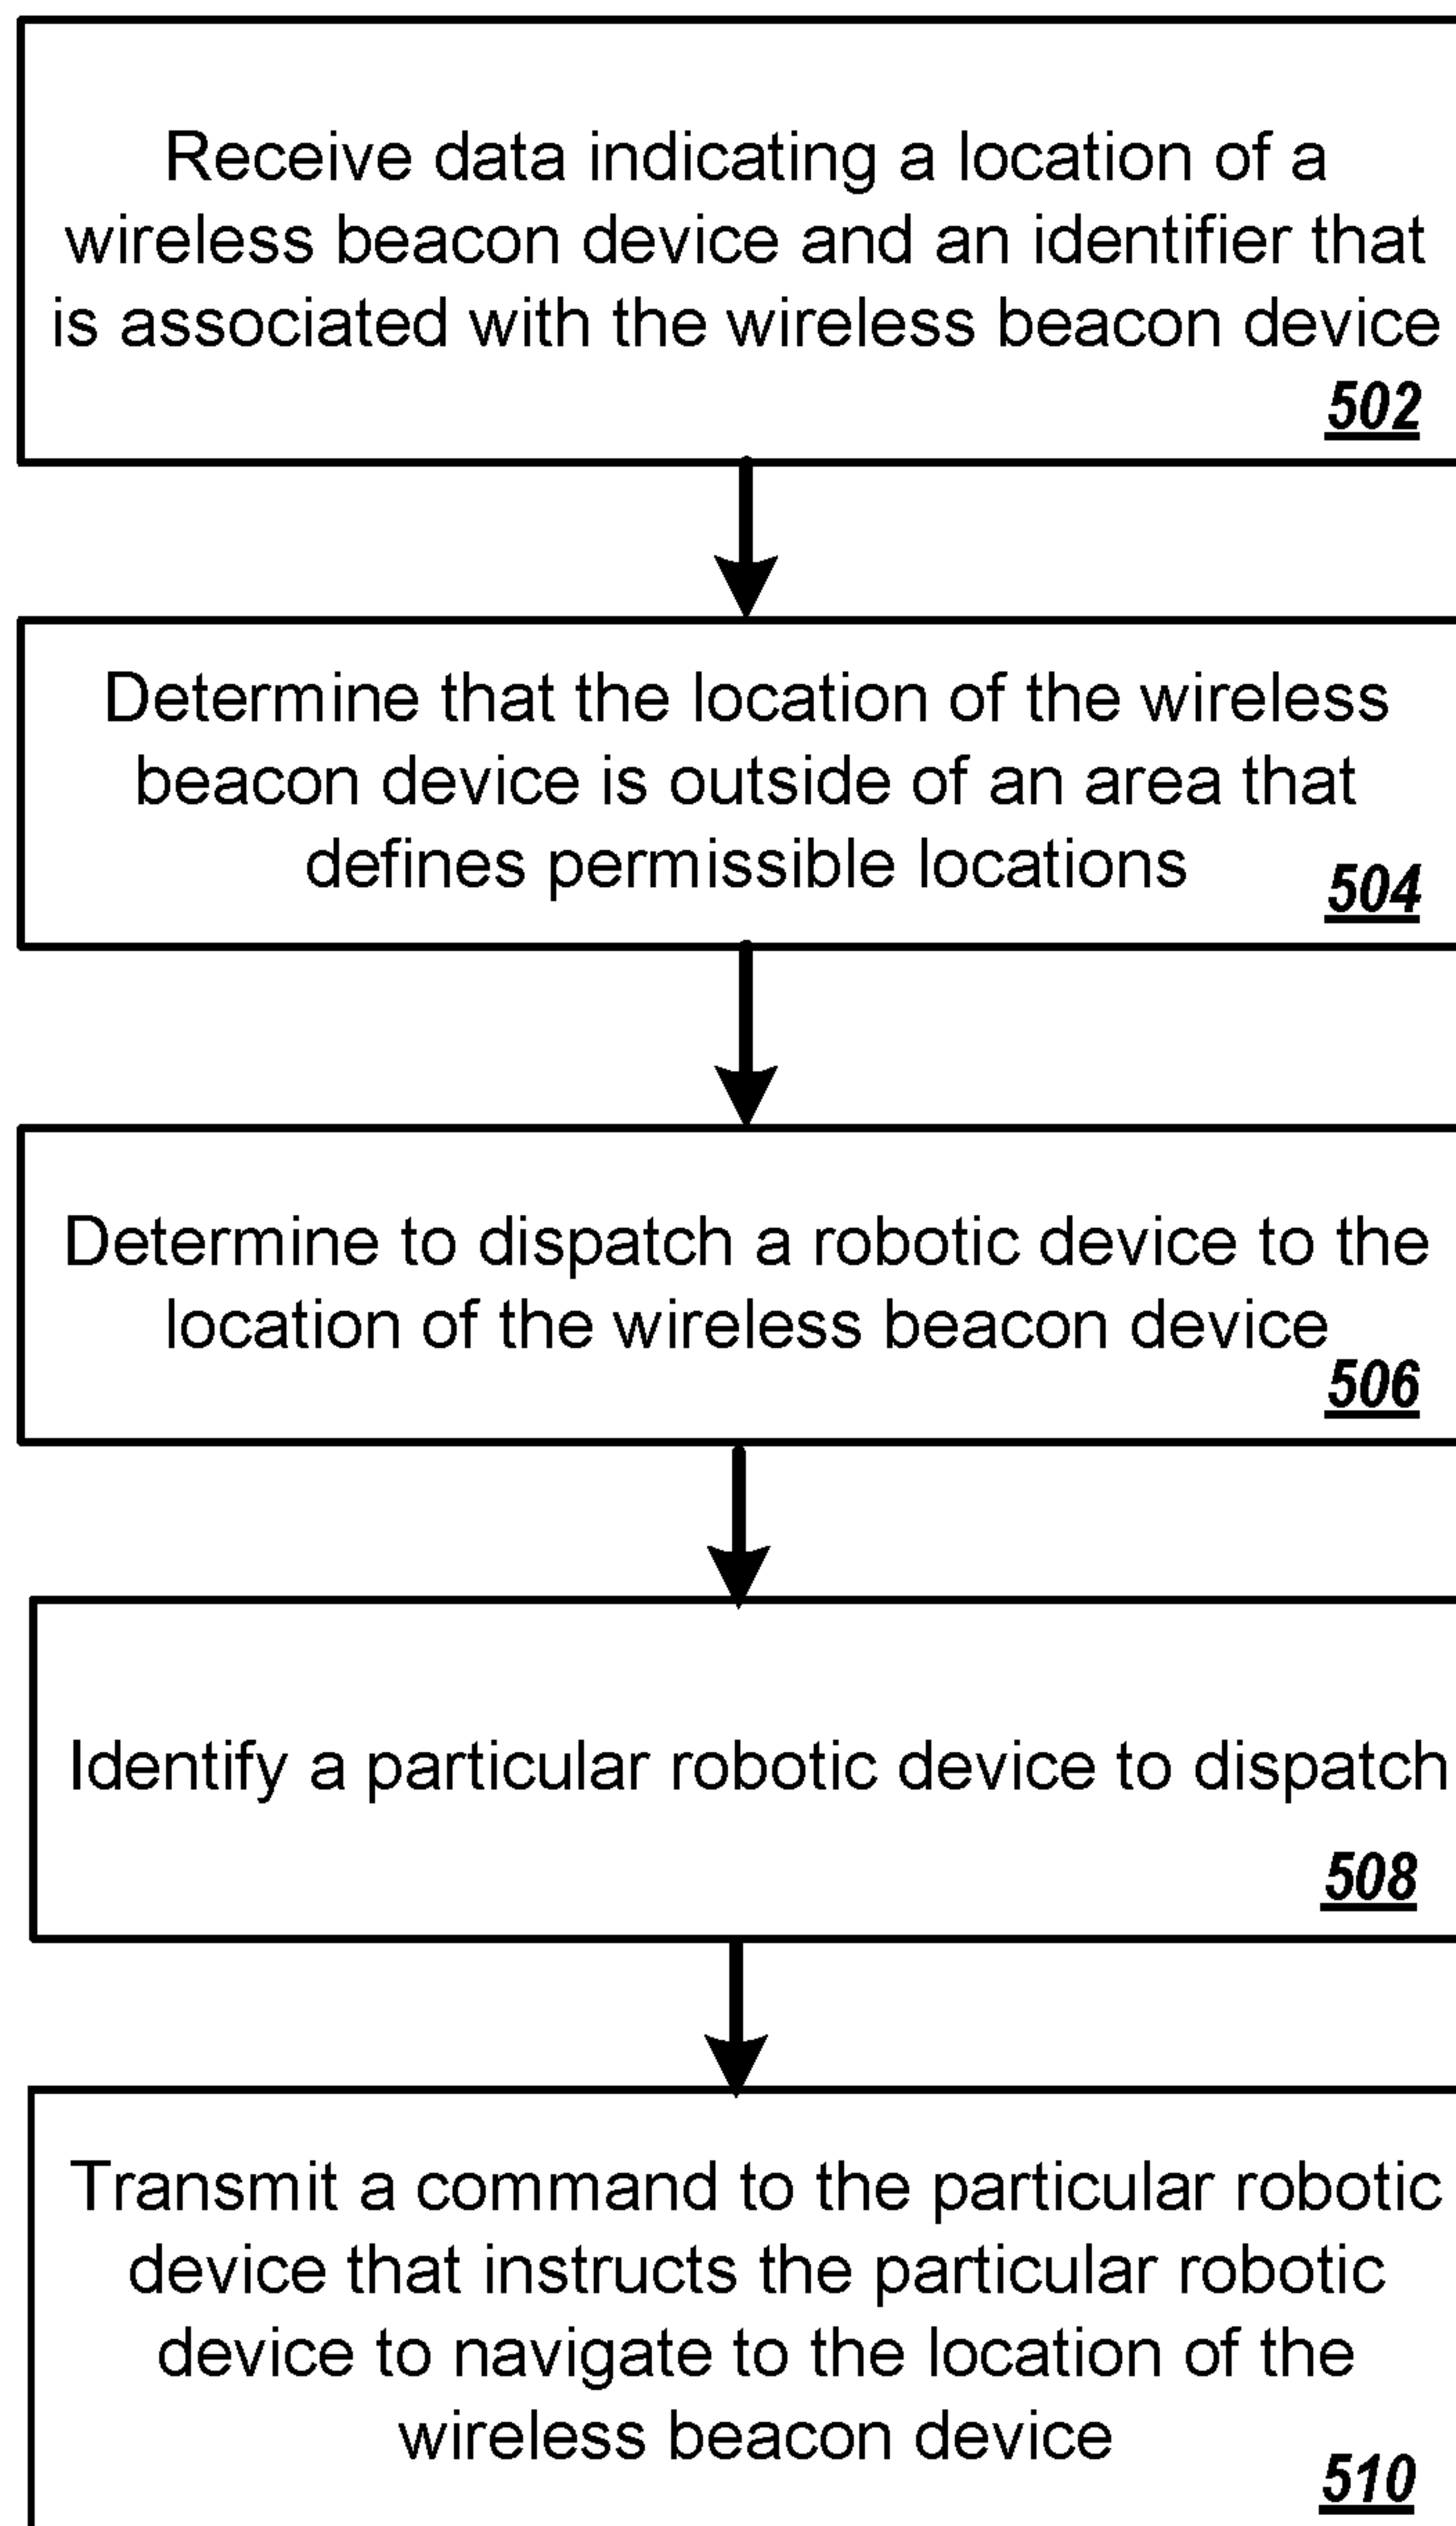 Receive data indicating a location of a
wireless beacon device and an identifier that
is associated with the wireless beacon device
502
Determine that the location of the wireless
beacon device is outside of an area that
defines permissible locations
504
Determine to dispatch a robotic device to the
location of the wireless beacon device
506
Identify a particular robotic device to dispatch
508
Transmit a command to the particular robotic
device that instructs the particular robotic
device to navigate to the location of the
wireless beacon device
510